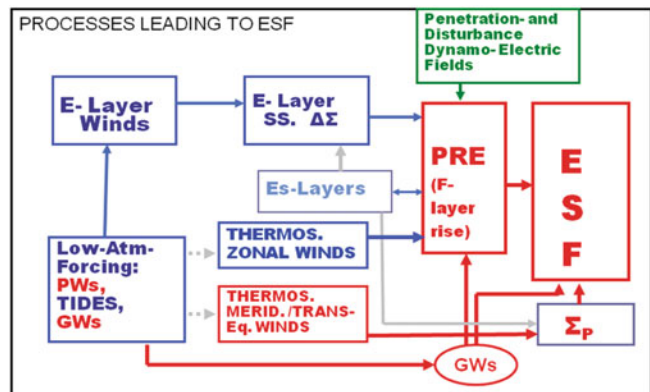 PROCESSES LEADING TO ESF
Penetration- and
Disturbance
Dynamo-Electric
Fields
E-Layer
Winds
E-Layer
SS. ΔΣ
PRE
(F-
layer
rise)
E
S
F
Es-Layers
Low-Atm-
Forcing:
PWs,
TIDES,
GWs
THERMOS.
ZONAL WINDS
THERMOS.
MERID./TRANS-
Eq. WINDS
GWs
ΣP